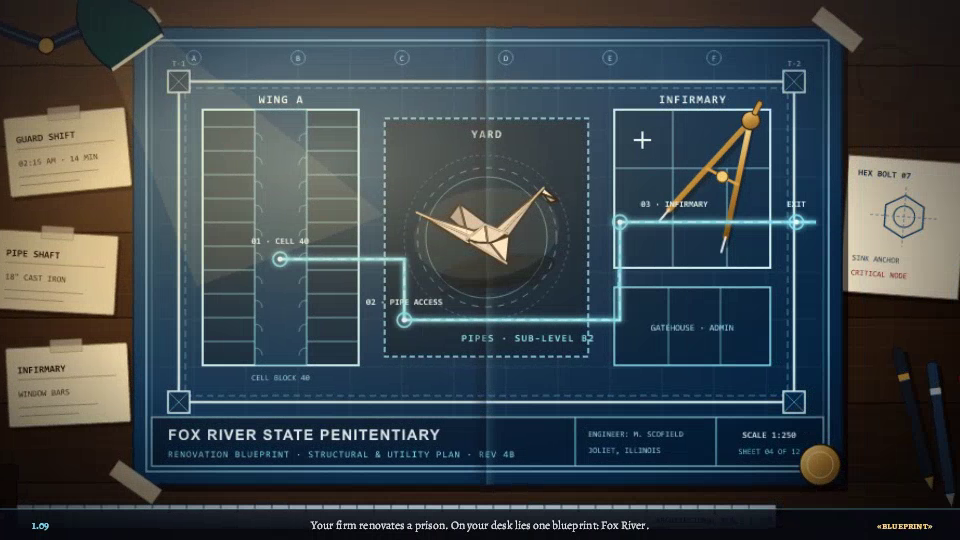 A B C D E F
T-1
T-2
WING A
YARD
INFIRMARY
01 · CELL 40
02 · PIPE ACCESS
03 · INFIRMARY
EXIT
PIPES · SUB-LEVEL B2
GATEHOUSE · ADMIN
CELL BLOCK 40
GUARD SHIFT
02:15 AM - 14 MIN
PIPE SHAFT
18" CAST IRON
INFIRMARY
WINDOW BARS
HEX BOLT #07
SINK ANCHOR
CRITICAL NODE
FOX RIVER STATE PENITENTIARY
RENOVATION BLUEPRINT · STRUCTURAL & UTILITY PLAN · REV 4B
ENGINEER: M. SCOFIELD
JOLIET, ILLINOIS
SCALE 1:250
SHEET 04 OF 12
1.09
Your firm renovates a prison. On your desk lies one blueprint: Fox River.
«BLUEPRINT»